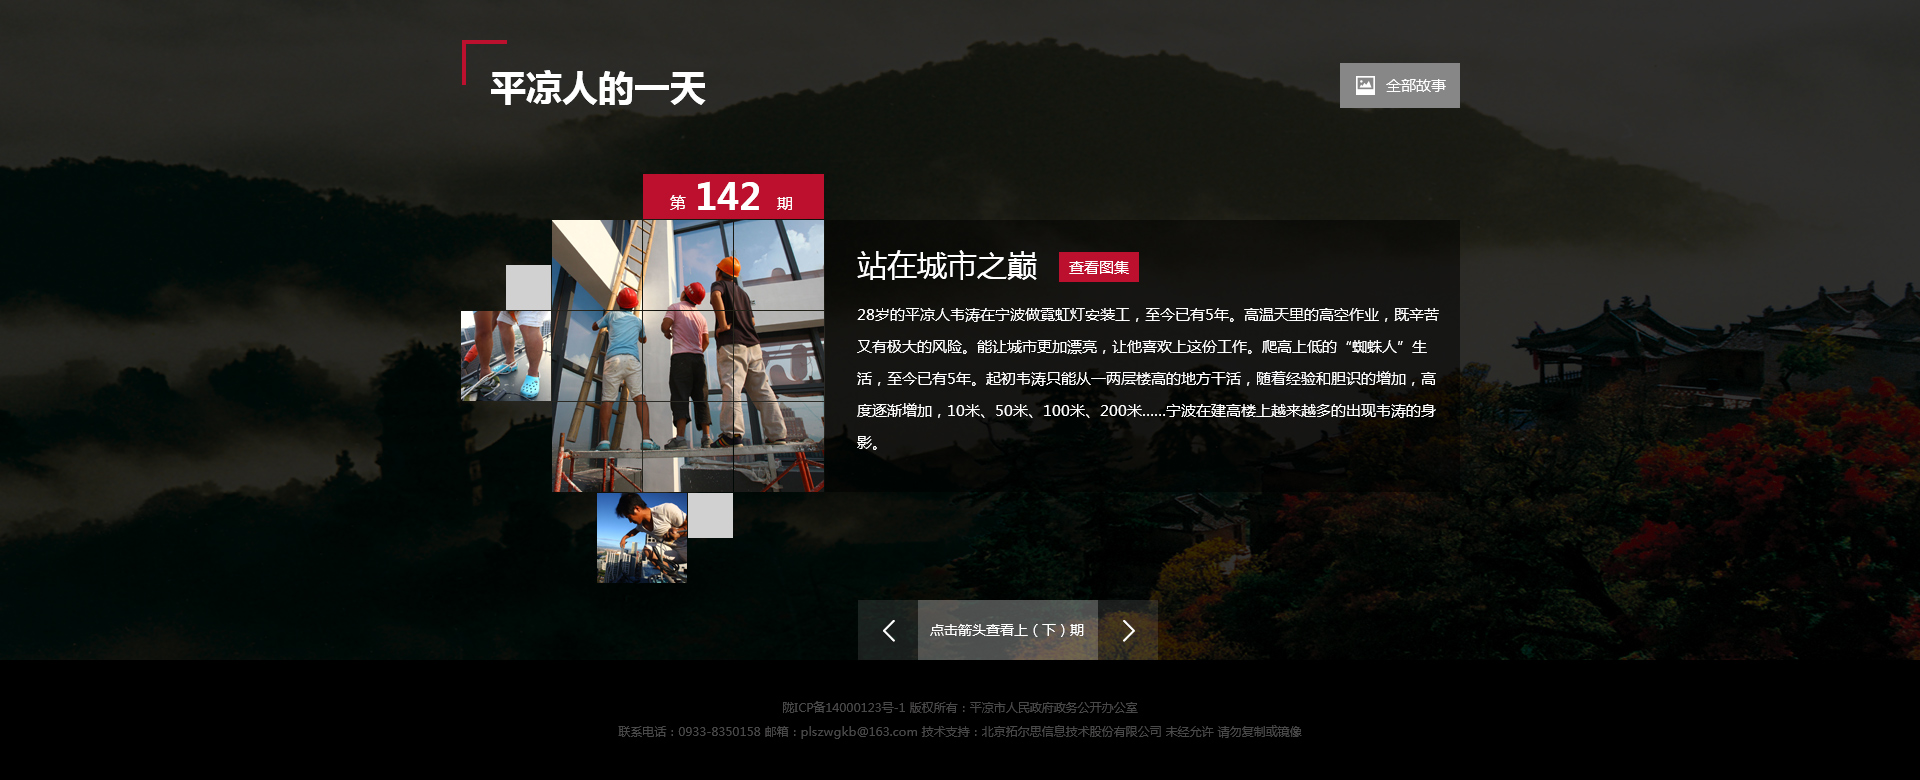 平凉人的一天
全部故事
第 142 期
站在城市之巅
查看图集
28岁的平凉人韦涛在宁波做霓虹灯安装工，至今已有5年。高温天里的高空作业，既辛苦
又有极大的风险。能让城市更加漂亮，让他喜欢上这份工作。爬高上低的“蜘蛛人”生
活，至今已有5年。起初韦涛只能从一两层楼高的地方干活，随着经验和胆识的增加，高
度逐渐增加，10米、50米、100米、200米……宁波在建高楼上越来越多的出现韦涛的身
影。
点击箭头查看上（下）期
陇ICP备14000123号-1 版权所有：平凉市人民政府政务公开办公室
联系电话：0933-8350158 邮箱：plszwgkb@163.com 技术支持：北京拓尔思信息技术股份有限公司 未经允许 请勿复制或镜像